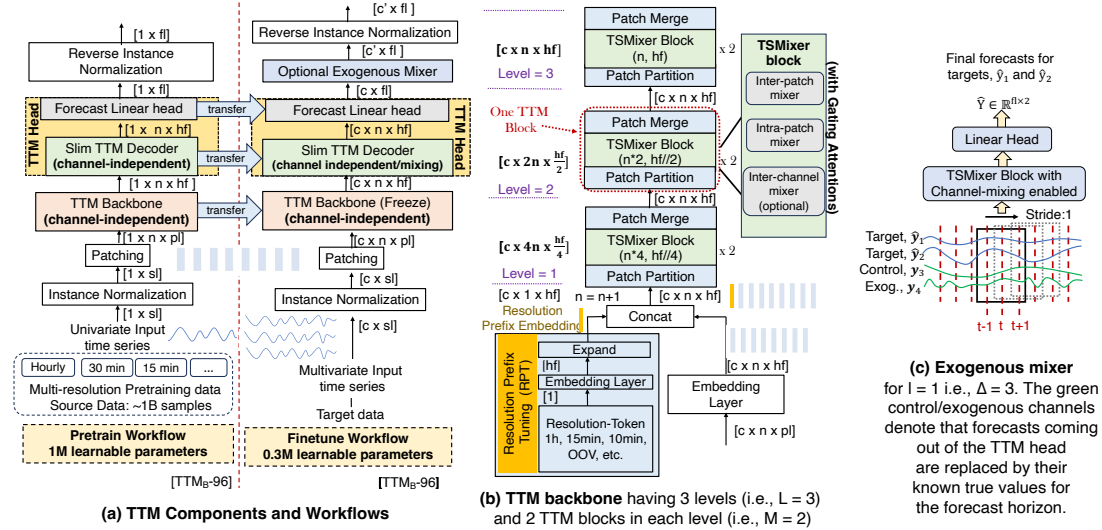 [1 x fl]
Reverse Instance
Normalization
[1 x fl]
Forecast Linear head
TTM Head
[1 x n x hf]
Slim TTM Decoder
(channel-independent)
[1 x n x hf ]
TTM Backbone
(channel-independent)
[1 x n x pl]
Patching
[1 x sl]
Instance Normalization
[1 x sl]
Univariate Input
time series
Hourly
30 min
15 min
...
Multi-resolution Pretraining data
Source Data: ~1B samples
Pretrain Workflow
1M learnable parameters
[TTMB-96]
transfer
transfer
transfer
[c' x fl ]
Reverse Instance Normalization
[c' x fl ]
Optional Exogenous Mixer
[c x fl]
Forecast Linear head
TTM Head
[c x n x hf]
Slim TTM Decoder
(channel independent/mixing)
[c x n x hf]
TTM Backbone (Freeze)
(channel-independent)
[c x n x pl]
Patching
[c x sl]
Instance Normalization
[c x sl]
Multivariate Input
time series
Target data
Finetune Workflow
0.3M learnable parameters
[TTMB-96]
(a) TTM Components and Workflows
Patch Merge
TSMixer Block
(n, hf)
Patch Partition
x 2
[c x n x hf]
Level = 3
[c x n x hf]
One TTM
Block
Patch Merge
TSMixer Block
(n*2, hf//2)
Patch Partition
x 2
[c x 2n x hf/2]
Level = 2
[c x n x hf]
Patch Merge
TSMixer Block
(n*4, hf//4)
Patch Partition
x 2
[c x 4n x hf/4]
Level = 1
[c x 1 x hf]
n = n+1
[c x n x hf]
Resolution
Prefix Embedding
Concat
Resolution Prefix
Tuning (RPT)
Expand
[hf]
Embedding Layer
[1]
Resolution-Token
1h, 15min, 10min,
OOV, etc.
[c x n x hf]
Embedding
Layer
[c x n x pl]
TSMixer
block
(with Gating Attentions)
Inter-patch
mixer
Intra-patch
mixer
Inter-channel
mixer
(optional)
(b) TTM backbone having 3 levels (i.e., L = 3)
and 2 TTM blocks in each level (i.e., M = 2)
Final forecasts for
targets, ŷ1 and ŷ2
Ŷ ∈ ℝ^fl×2
Linear Head
TSMixer Block with
Channel-mixing enabled
Stride:1
Target, ŷ1
Target, ŷ2
Control, y3
Exog., y4
t-1 t t+1
(c) Exogenous mixer
for l = 1 i.e., Δ = 3. The green
control/exogenous channels
denote that forecasts coming
out of the TTM head
are replaced by their
known true values for
the forecast horizon.